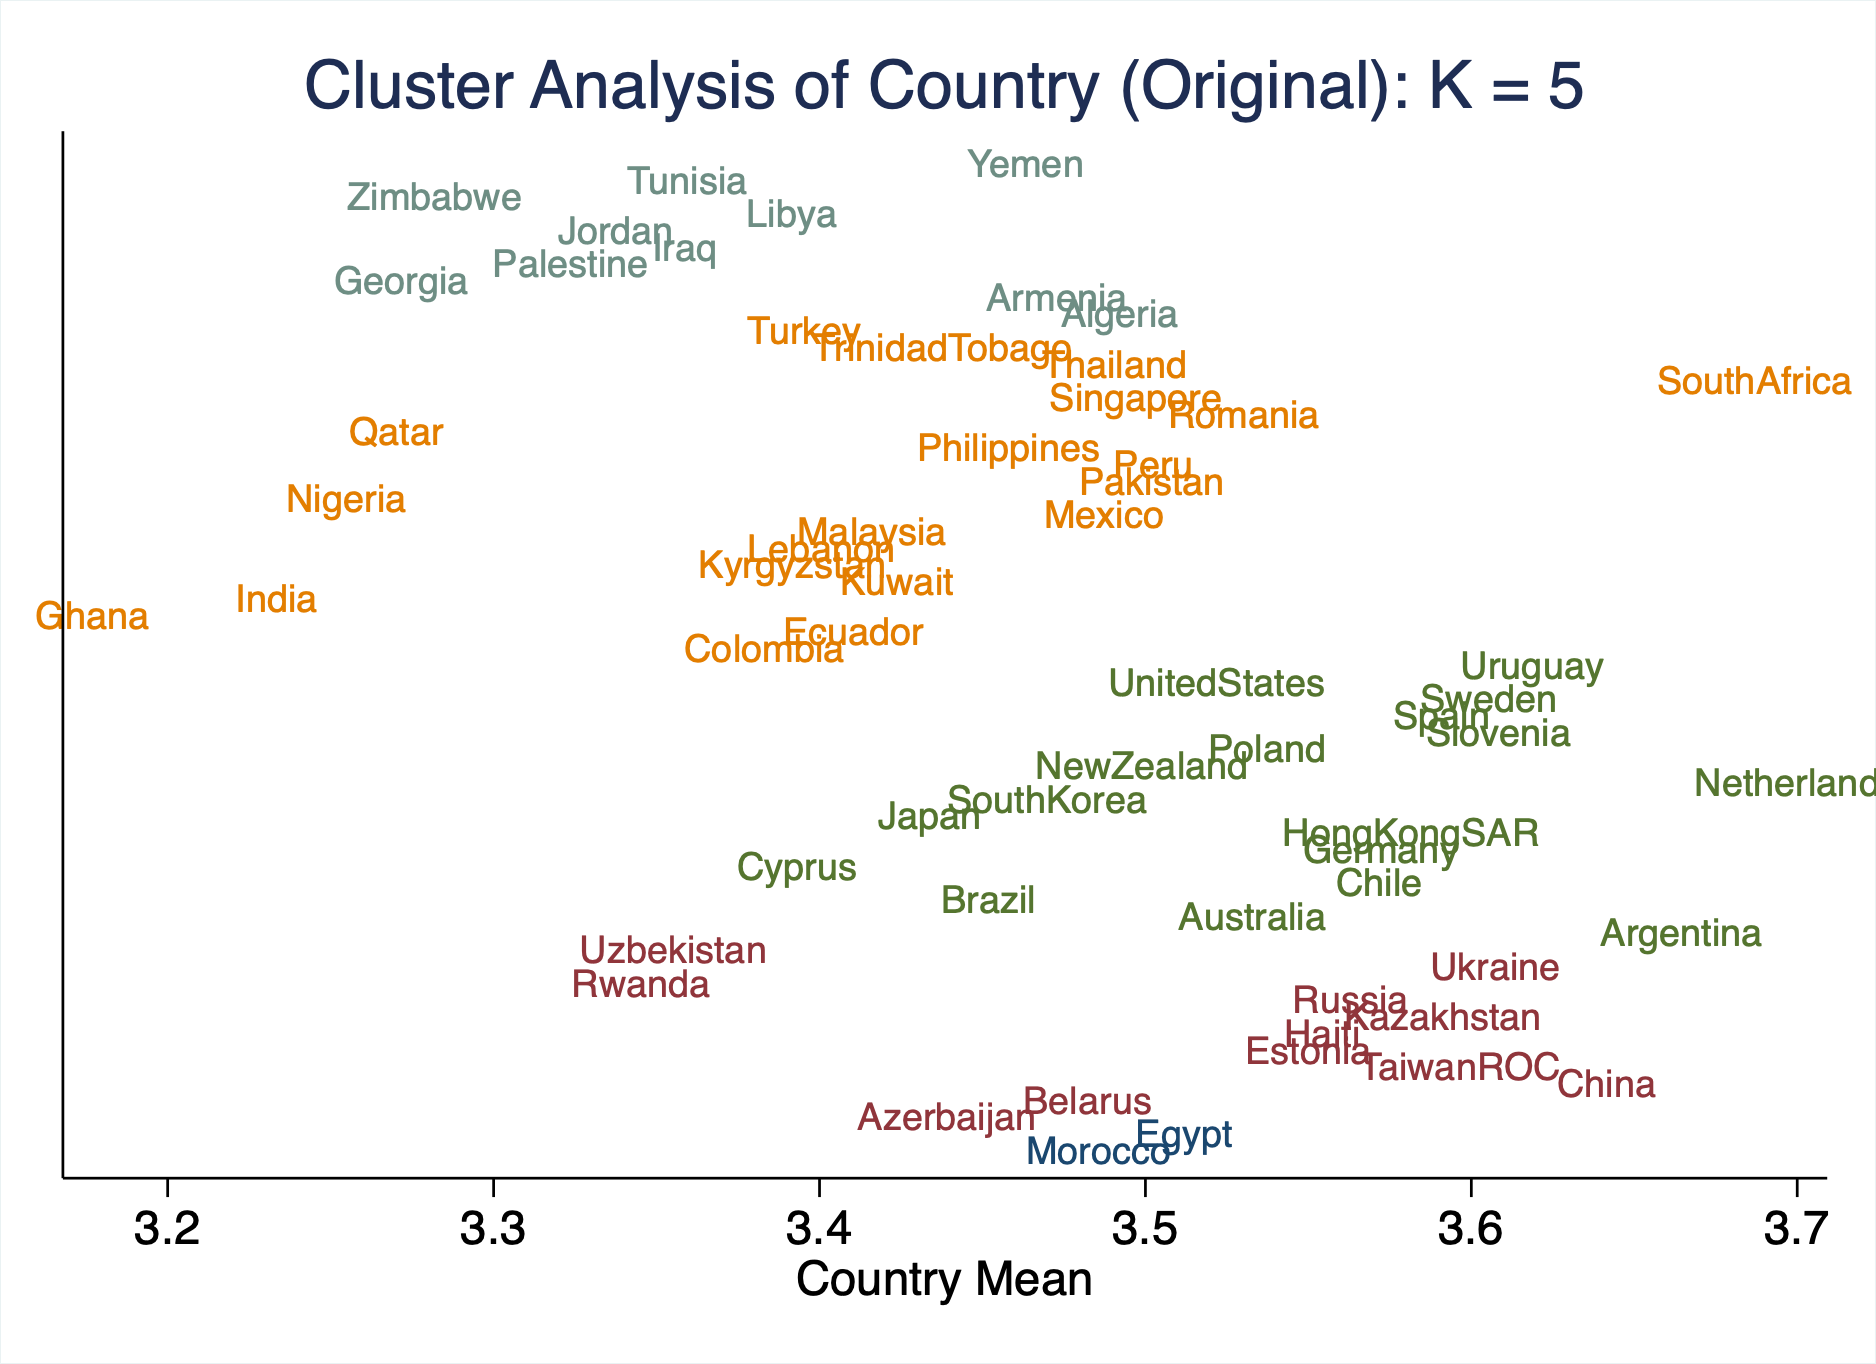 Cluster Analysis of Country (Original): K = 5
Yemen
Tunisia
Zimbabwe
Libya
Jordan
Iraq
Palestine
Georgia
Armenia
Algeria
Turkey
TrinidadTobago
Thailand
SouthAfrica
Singapore
Romania
Qatar
Philippines
Peru
Pakistan
Nigeria
Mexico
Malaysia
Lebanon
Kyrgyzstan
Kuwait
India
Ghana
Ecuador
Colombia
Uruguay
UnitedStates
Sweden
Spain
Slovenia
Poland
NewZealand
Netherland
SouthKorea
Japan
HongKongSAR
Germany
Cyprus
Chile
Brazil
Australia
Argentina
Uzbekistan
Ukraine
Rwanda
Russia
Kazakhstan
Haiti
Estonia
TaiwanROC
China
Belarus
Azerbaijan
Egypt
Morocco
3.2 3.3 3.4 3.5 3.6 3.7
Country Mean